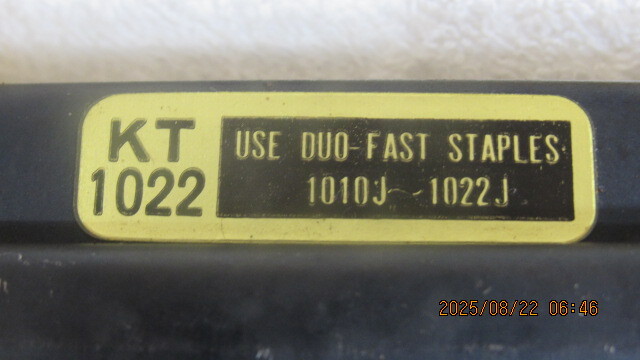 KT
1022
USE DUO-FAST STAPLES
1010J~1022J
2025/08/22 06:46